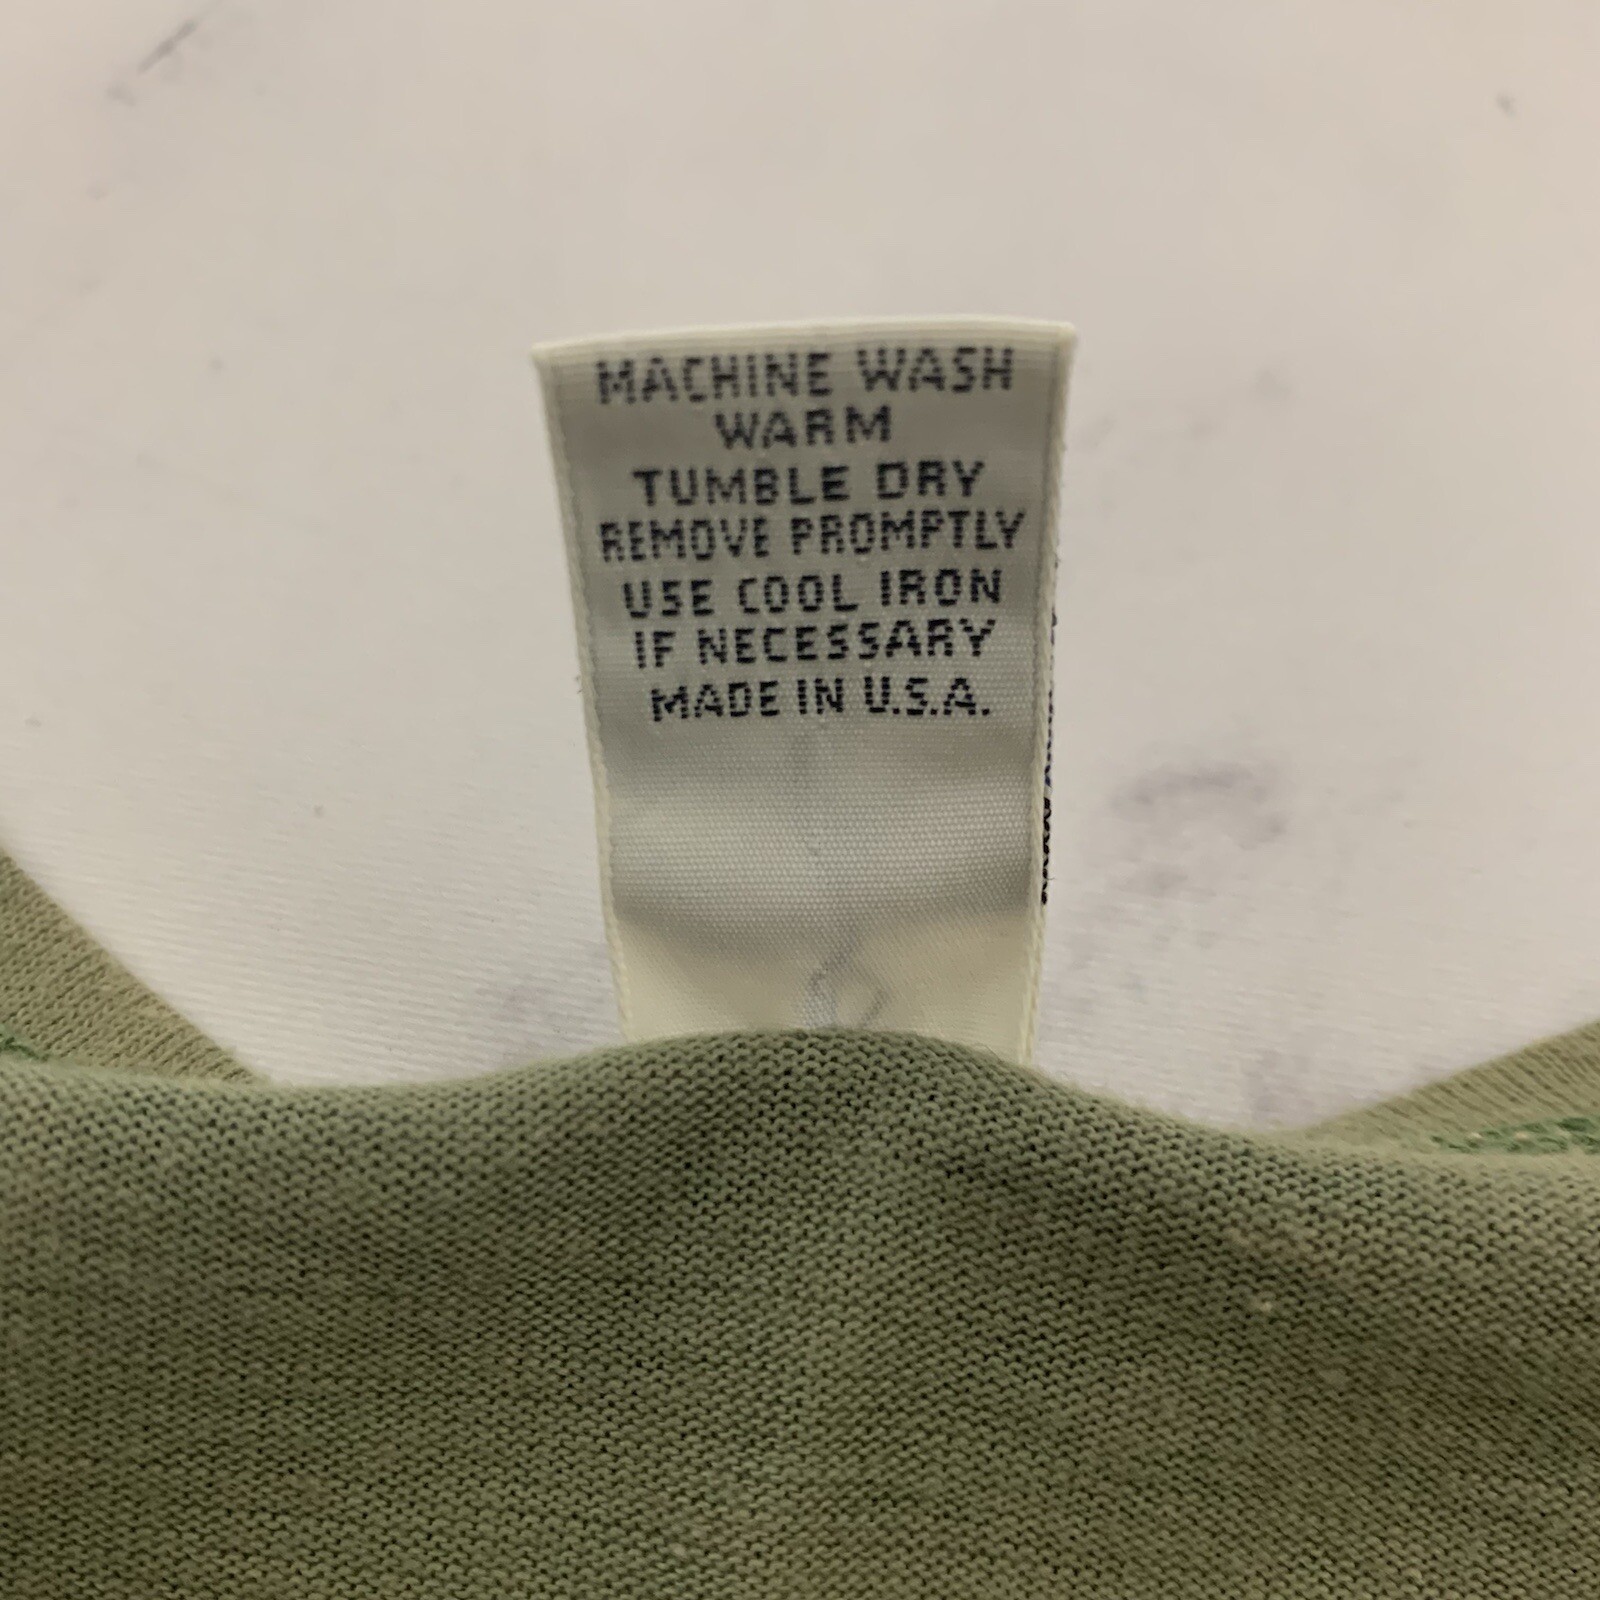 MACHINE WASH
WARM
TUMBLE DRY
REMOVE PROMPTLY
USE COOL IRON
IF NECESSARY
MADE IN U.S.A.